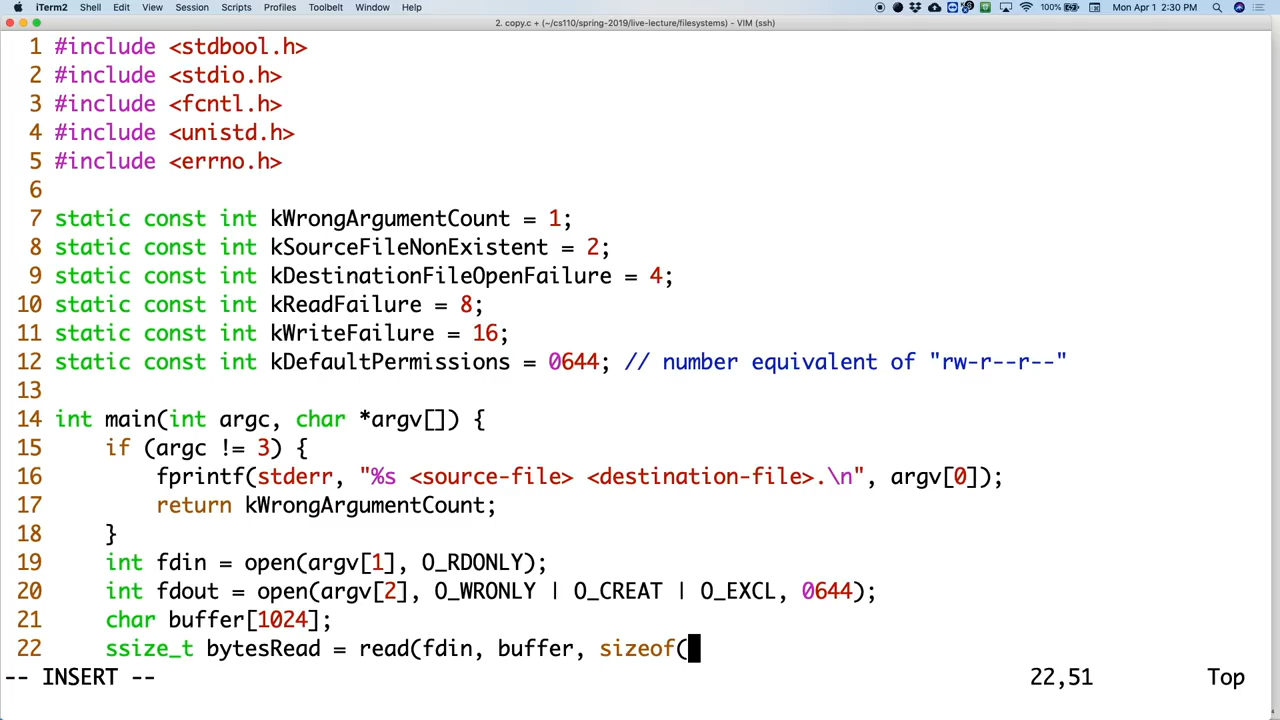 iTerm2 Shell Edit View Session Scripts Profiles Toolbelt Window Help 100% Mon Apr 1 2:30 PM
2. copy.c + (~/cs110/spring-2019/live-lecture/filesystems) - VIM (ssh)
1 #include <stdbool.h>
2 #include <stdio.h>
3 #include <fcntl.h>
4 #include <unistd.h>
5 #include <errno.h>
6
7 static const int kWrongArgumentCount = 1;
8 static const int kSourceFileNonExistent = 2;
9 static const int kDestinationFileOpenFailure = 4;
10 static const int kReadFailure = 8;
11 static const int kWriteFailure = 16;
12 static const int kDefaultPermissions = 0644; // number equivalent of "rw-r--r--"
13
14 int main(int argc, char *argv[]) {
15     if (argc != 3) {
16         fprintf(stderr, "%s <source-file> <destination-file>.\n", argv[0]);
17         return kWrongArgumentCount;
18     }
19     int fdin = open(argv[1], O_RDONLY);
20     int fdout = open(argv[2], O_WRONLY | O_CREAT | O_EXCL, 0644);
21     char buffer[1024];
22     ssize_t bytesRead = read(fdin, buffer, sizeof(
-- INSERT -- 22,51 Top